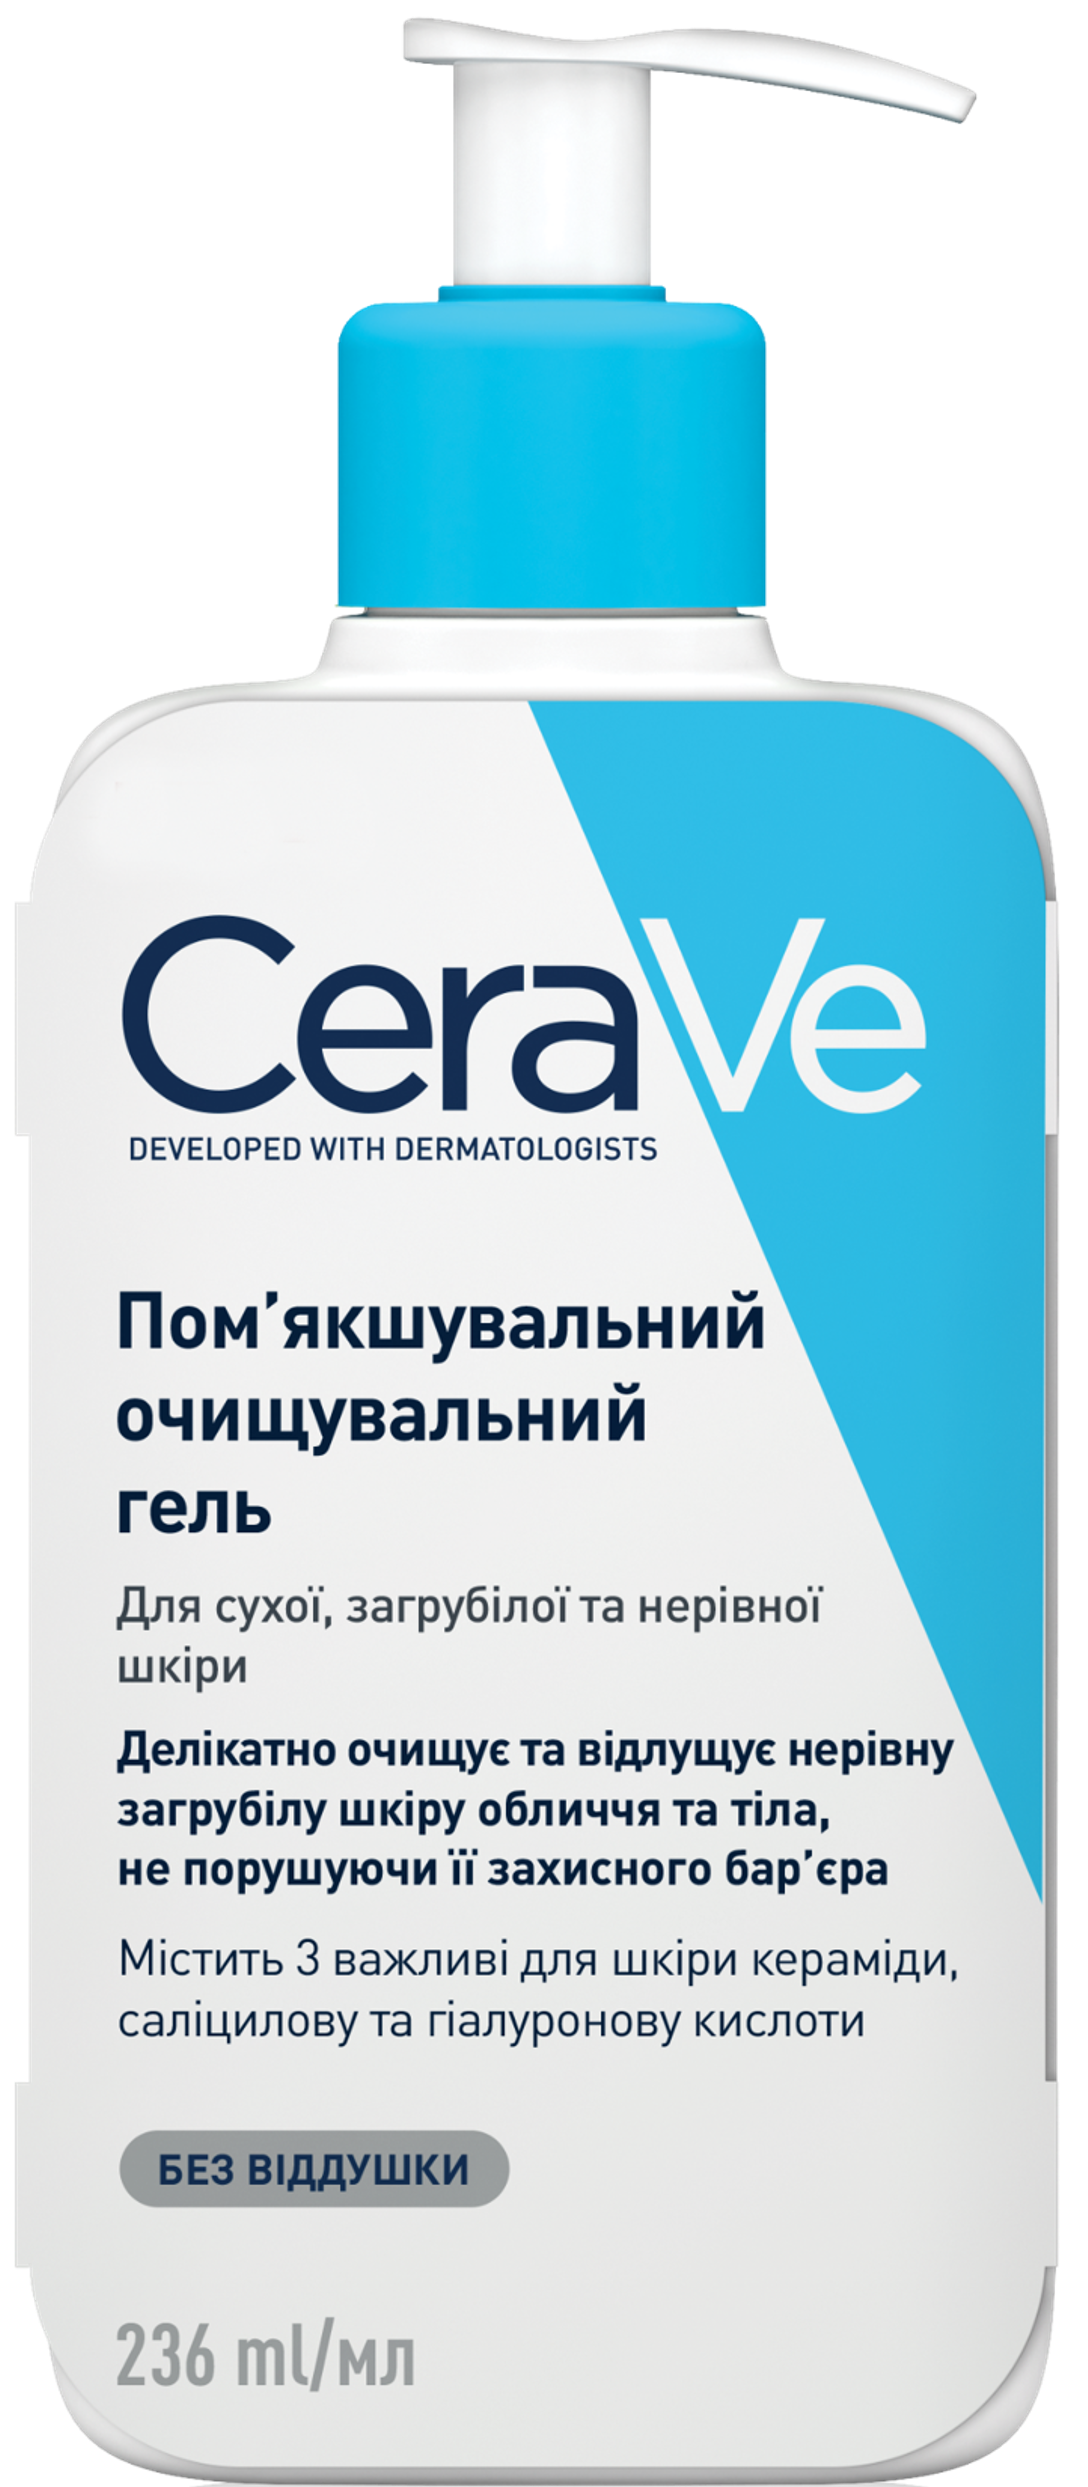 CeraVe
DEVELOPED WITH DERMATOLOGISTS
Пом’якшувальний
очищувальний
гель
Для сухої, загрубілої та нерівної
шкіри
Делікатно очищує та відлущує нерівну
загрубілу шкіру обличчя та тіла,
не порушуючи її захисного бар’єра
Містить 3 важливі для шкіри кераміди,
саліцилову та гіалуронову кислоти
БЕЗ ВІДДУШКИ
236 ml/мл